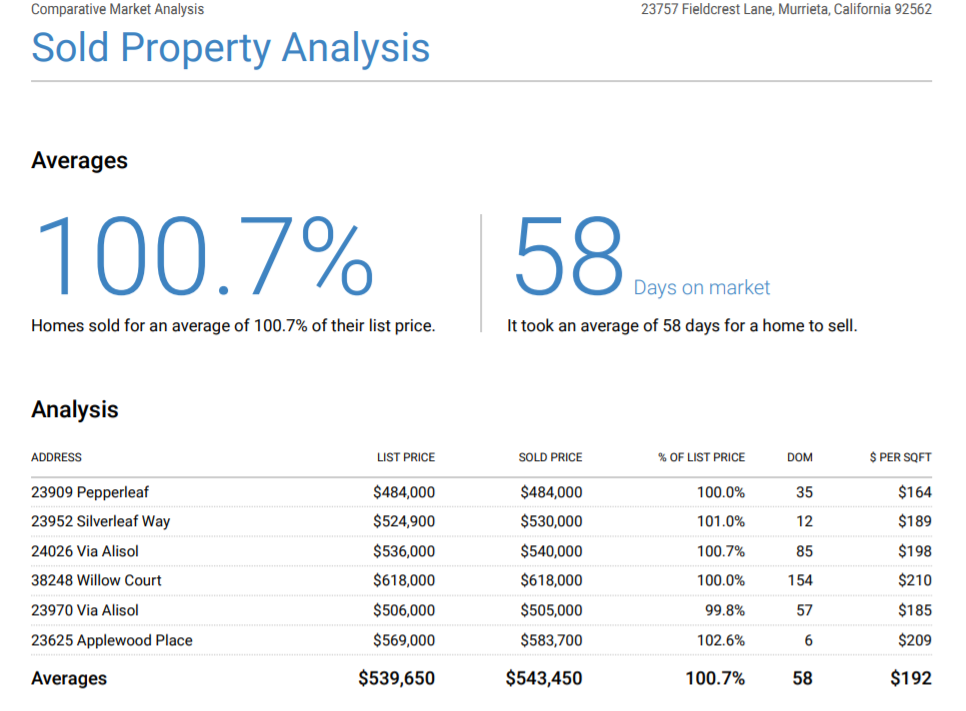 Comparative Market Analysis 23757 Fieldcrest Lane, Murrieta, California 92562
Sold Property Analysis
Averages
100.7% 58 Days on market
Homes sold for an average of 100.7% of their list price. It took an average of 58 days for a home to sell.
Analysis
ADDRESS LIST PRICE SOLD PRICE % OF LIST PRICE DOM $ PER SQFT
23909 Pepperleaf $484,000 $484,000 100.0% 35 $164
23952 Silverleaf Way $524,900 $530,000 101.0% 12 $189
24026 Via Alisol $536,000 $540,000 100.7% 85 $198
38248 Willow Court $618,000 $618,000 100.0% 154 $210
23970 Via Alisol $506,000 $505,000 99.8% 57 $185
23625 Applewood Place $569,000 $583,700 102.6% 6 $209
Averages $539,650 $543,450 100.7% 58 $192